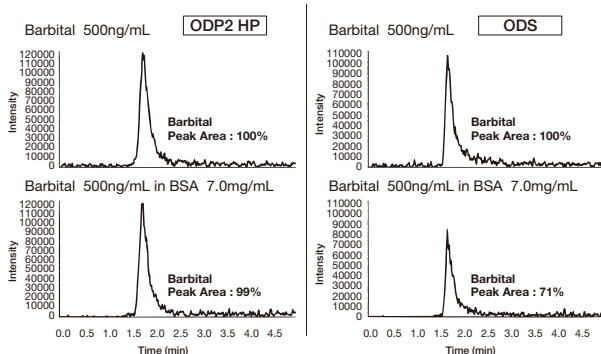 ODP2 HP
Barbital 500ng/mL
120000
110000
100000
90000
80000
70000
60000
50000
40000
30000
20000
10000
0
Intensity
Barbital
Peak Area : 100%
Barbital 500ng/mL in BSA 7.0mg/mL
120000
110000
100000
90000
80000
70000
60000
50000
40000
30000
20000
10000
0
Intensity
Barbital
Peak Area : 99%
0.0 0.5 1.0 1.5 2.0 2.5 3.0 3.5 4.0 4.5
Time (min)
ODS
Barbital 500ng/mL
110000
100000
90000
80000
70000
60000
50000
40000
30000
20000
10000
0
Intensity
Barbital
Peak Area : 100%
Barbital 500ng/mL in BSA 7.0mg/mL
110000
100000
90000
80000
70000
60000
50000
40000
30000
20000
10000
0
Intensity
Barbital
Peak Area : 71%
0.0 0.5 1.0 1.5 2.0 2.5 3.0 3.5 4.0 4.5
Time (min)